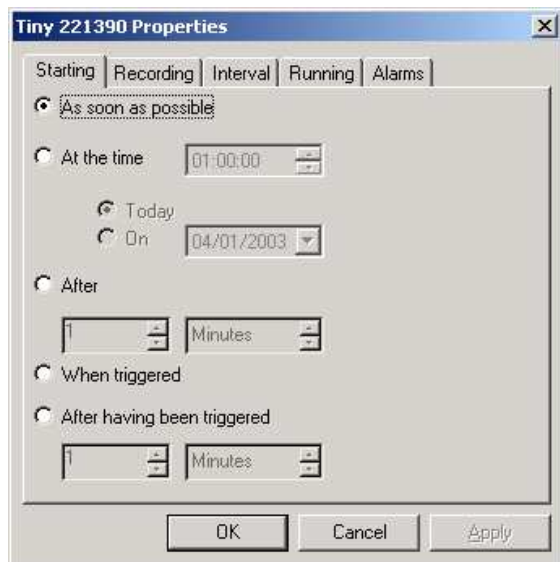 Tiny 221390 Properties
Starting Recording Interval Running Alarms
As soon as possible
At the time 01:00:00
Today
On 04/01/2003
After
1 Minutes
When triggered
After having been triggered
1 Minutes
OK Cancel Apply